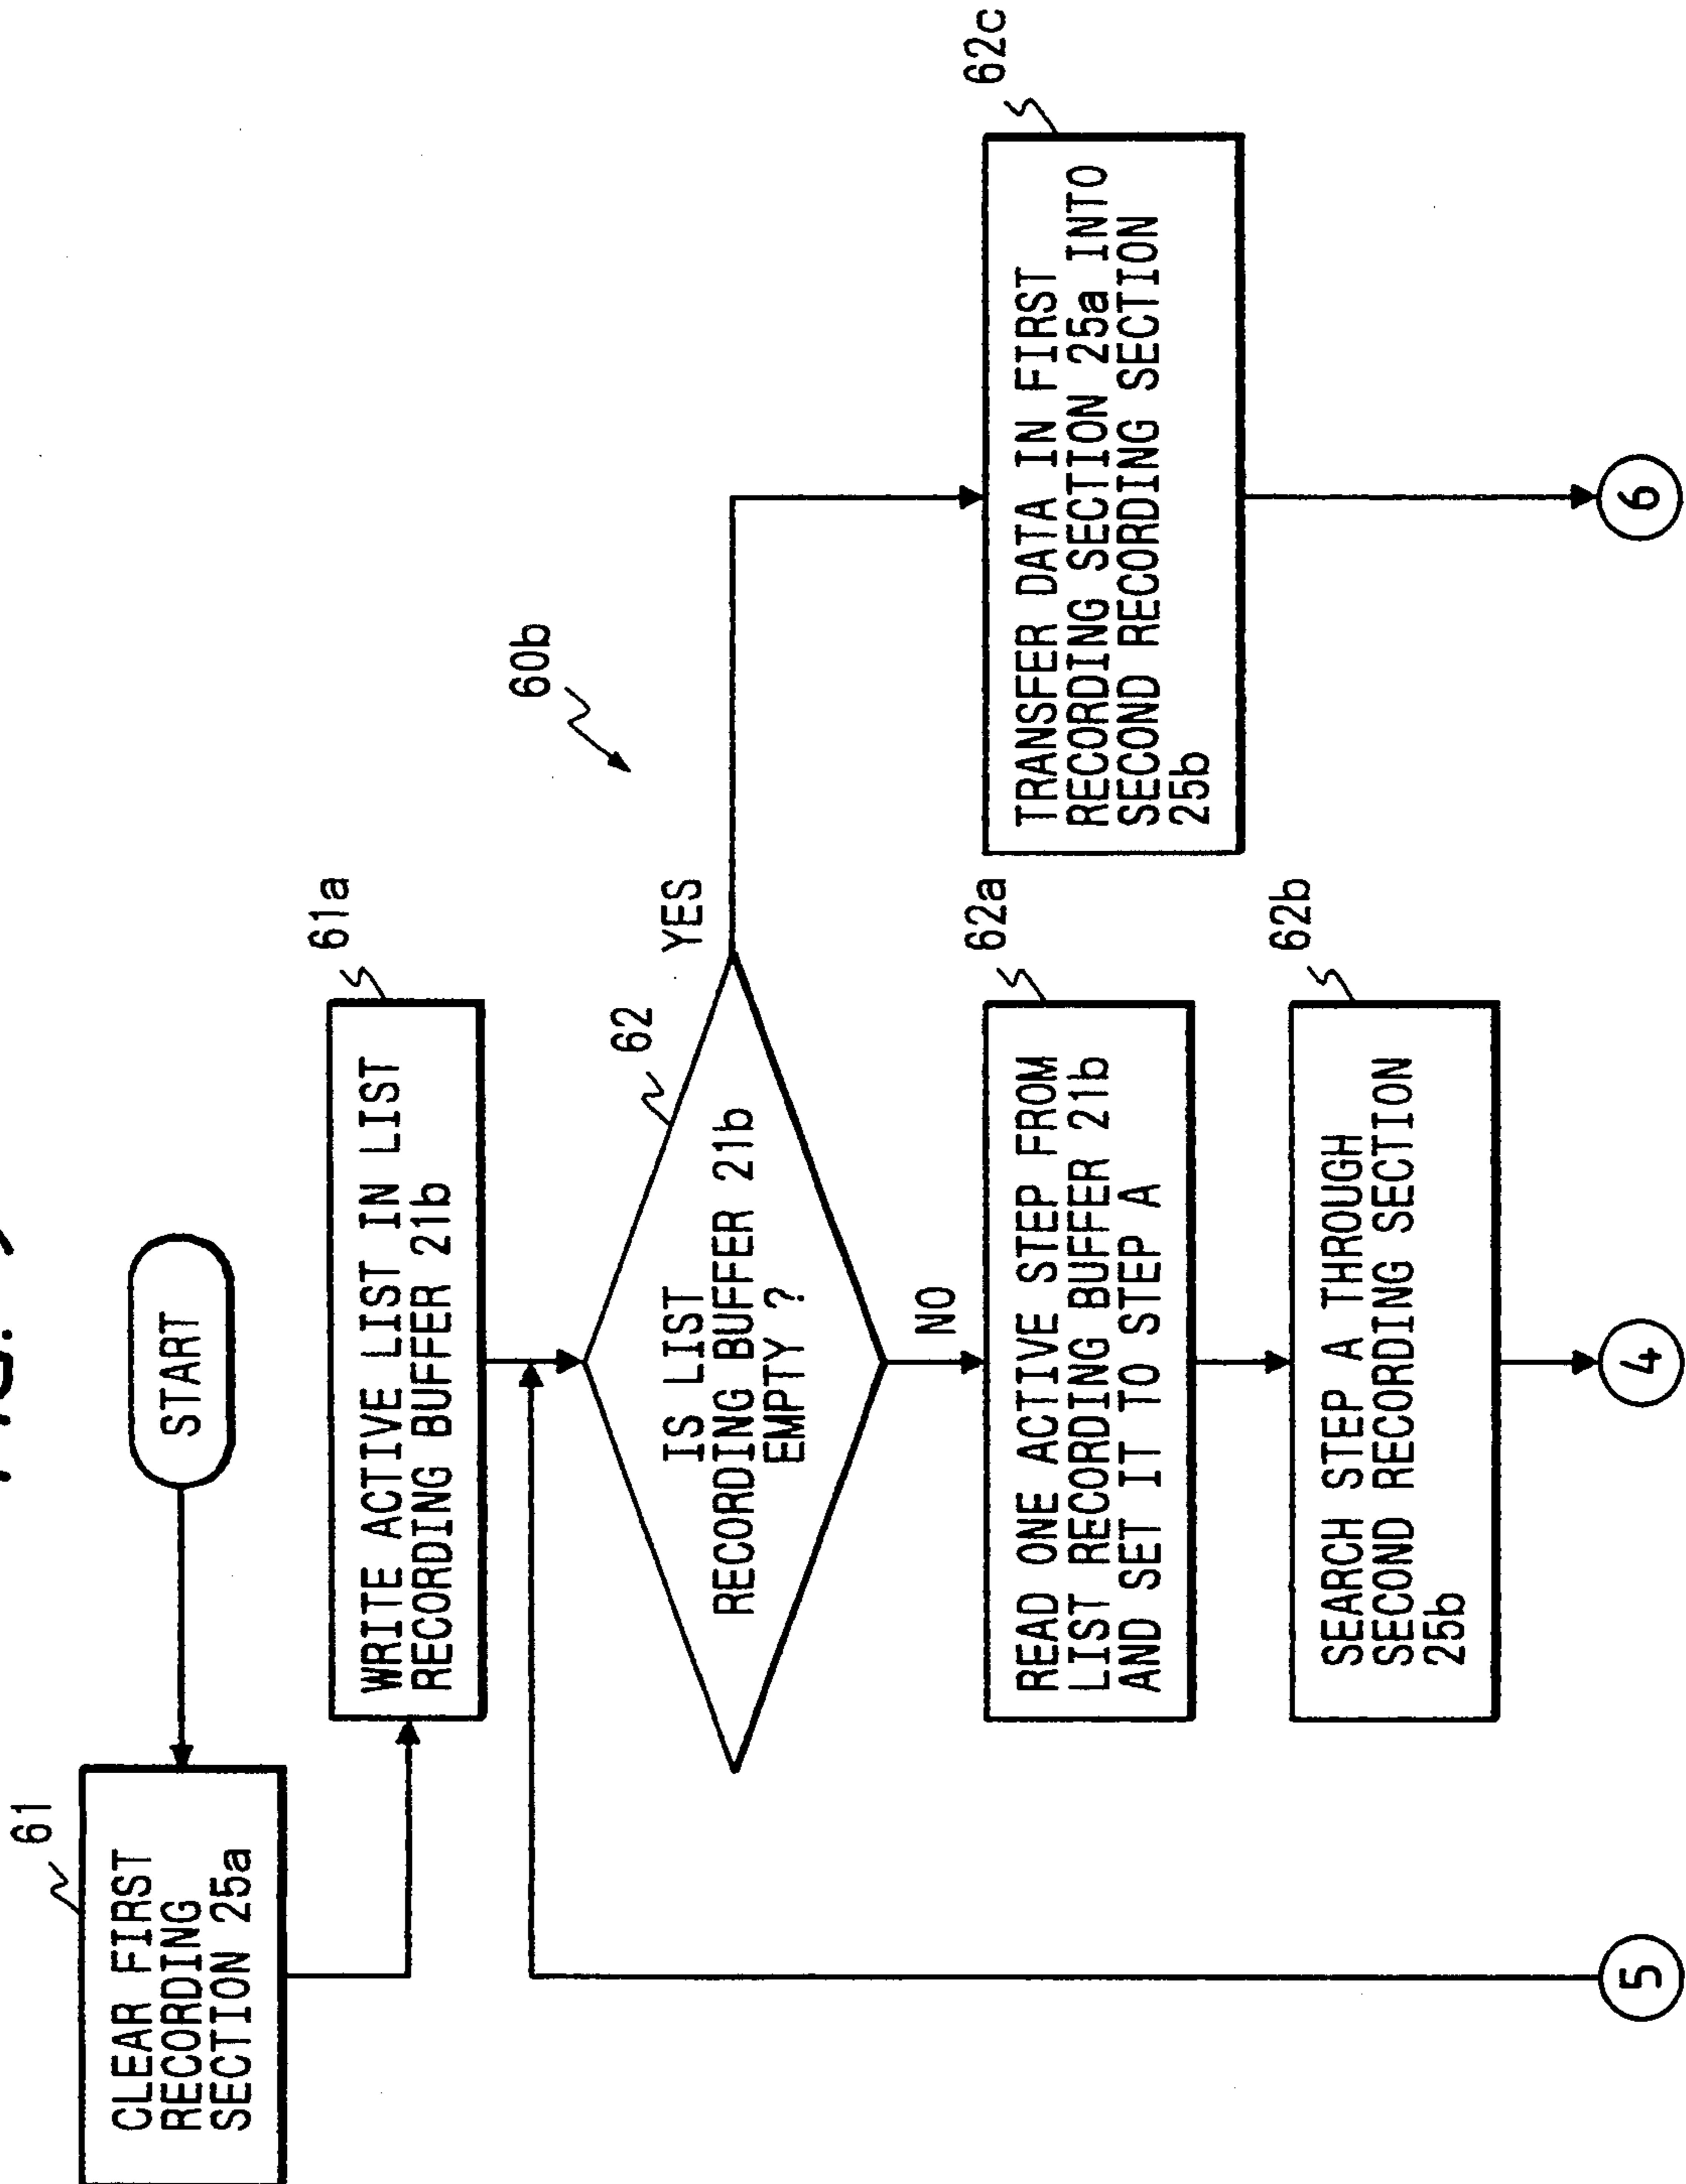 START
61
CLEAR FIRST
RECORDING
SECTION 25a
61a
WRITE ACTIVE LIST IN LIST
RECORDING BUFFER 21b
62
IS LIST
RECORDING BUFFER 21b
EMPTY ?
YES
NO
60b
62a
READ ONE ACTIVE STEP FROM
LIST RECORDING BUFFER 21b
AND SET IT TO STEP A
62c
TRANSFER DATA IN FIRST
RECORDING SECTION 25a INTO
SECOND RECORDING SECTION
25b
62b
SEARCH STEP A THROUGH
SECOND RECORDING SECTION
25b
5
4
6